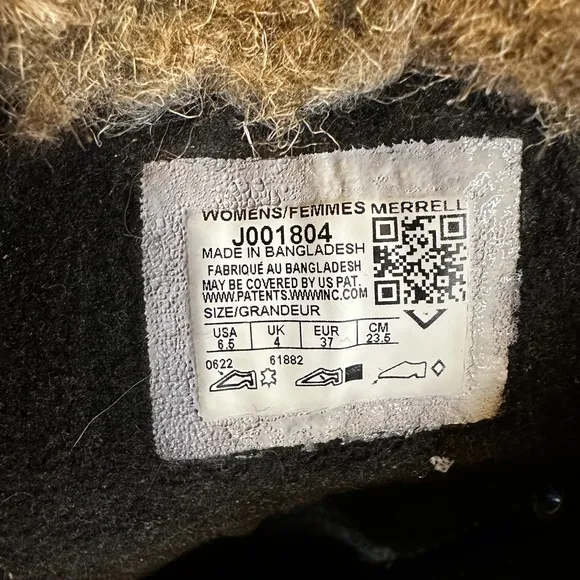 WOMENS/FEMMES MERRELL
J001804
MADE IN BANGLADESH
FABRIQUÉ AU BANGLADESH
MAY BE COVERED BY US PAT.
WWW.PATENTS.WWWINC.COM
SIZE/GRANDEUR
USA UK EUR CM
6.5 4 37 23.5
0622 61882